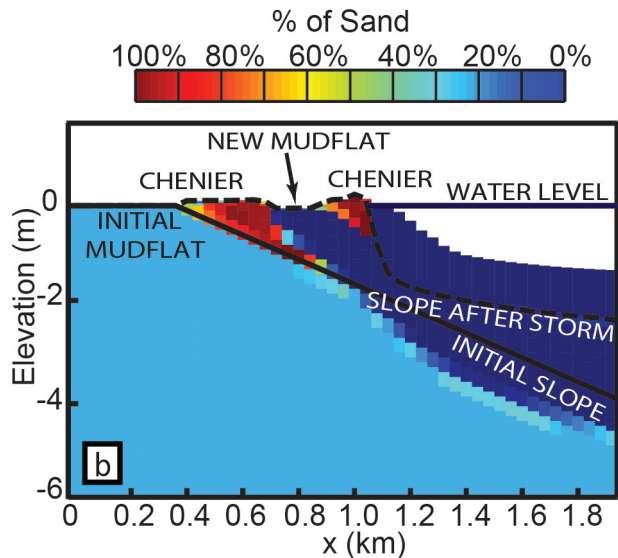 % of Sand
100% 80% 60% 40% 20% 0%
NEW MUDFLAT
CHENIER CHENIER WATER LEVEL
INITIAL
MUDFLAT
SLOPE AFTER STORM
INITIAL SLOPE
Elevation (m)
0
-2
-4
-6
b
0 0.2 0.4 0.6 0.8 1.0 1.2 1.4 1.6 1.8
x (km)